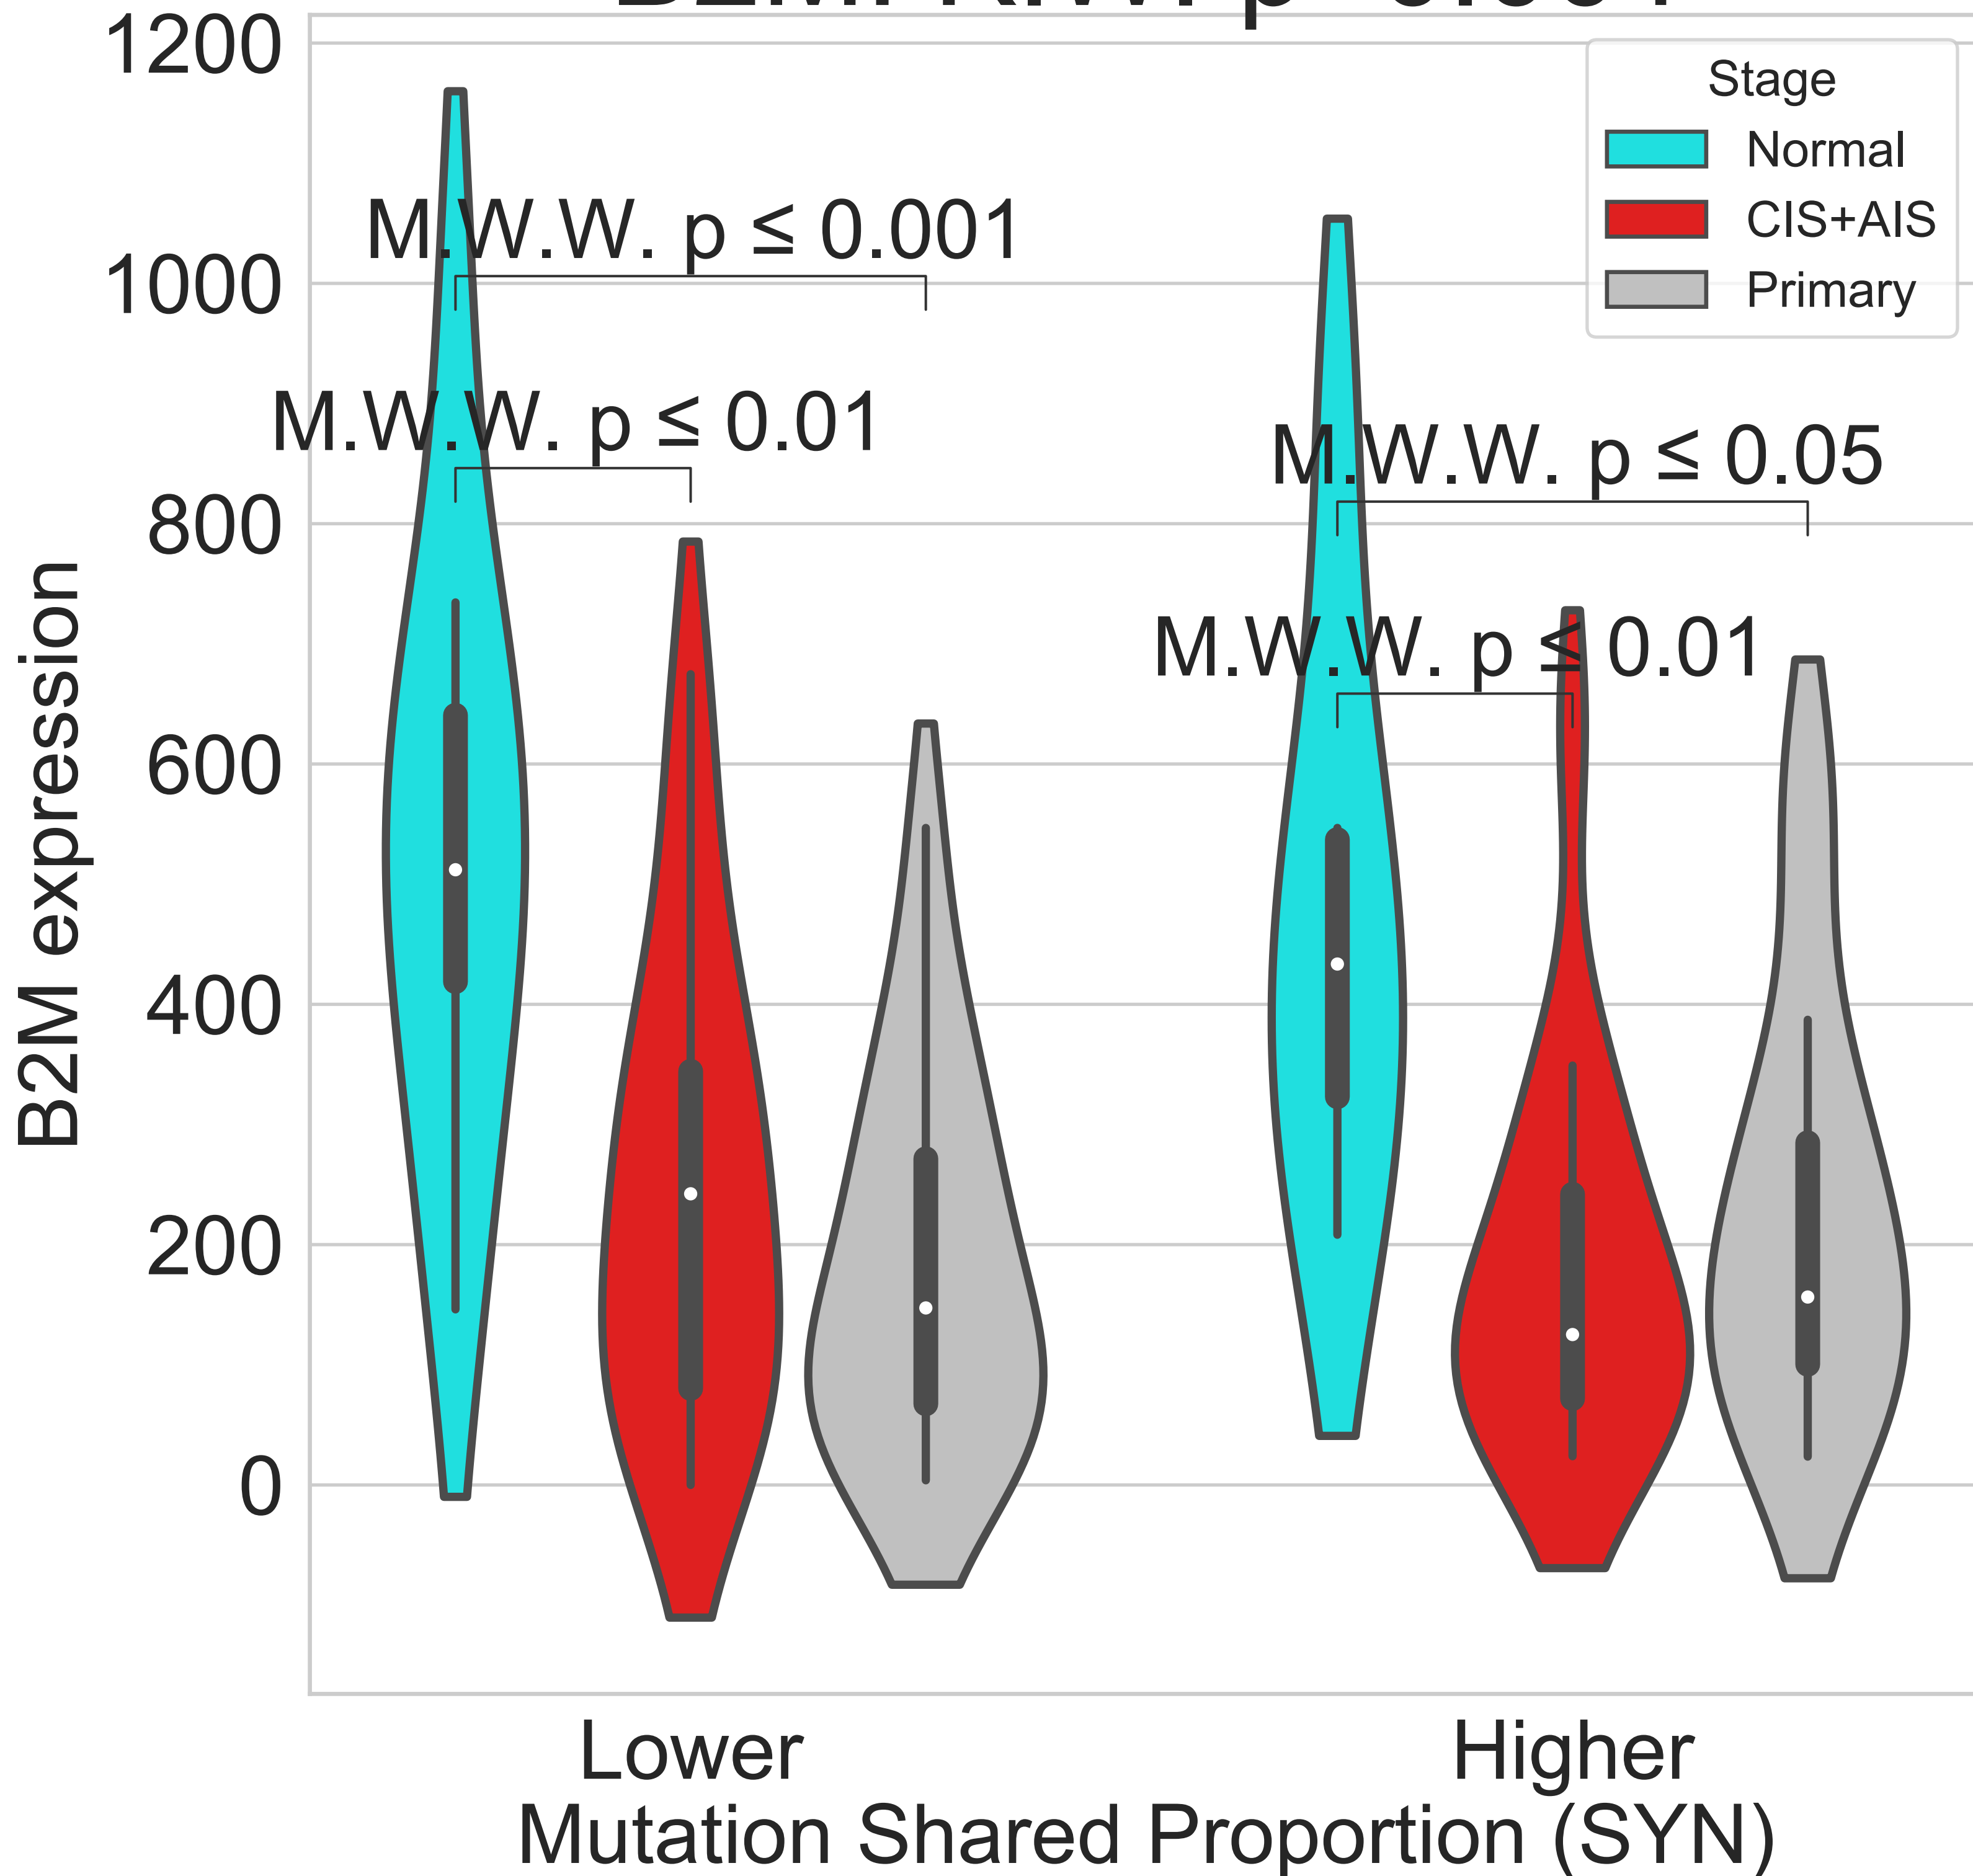 1200
1000
800
600
400
200
0
B2M expression
Stage
Normal
CIS+AIS
Primary
M.W.W. p ≤ 0.001
M.W.W. p ≤ 0.01
M.W.W. p ≤ 0.05
M.W.W. p ≤ 0.01
Lower
Higher
Mutation Shared Proportion (SYN)